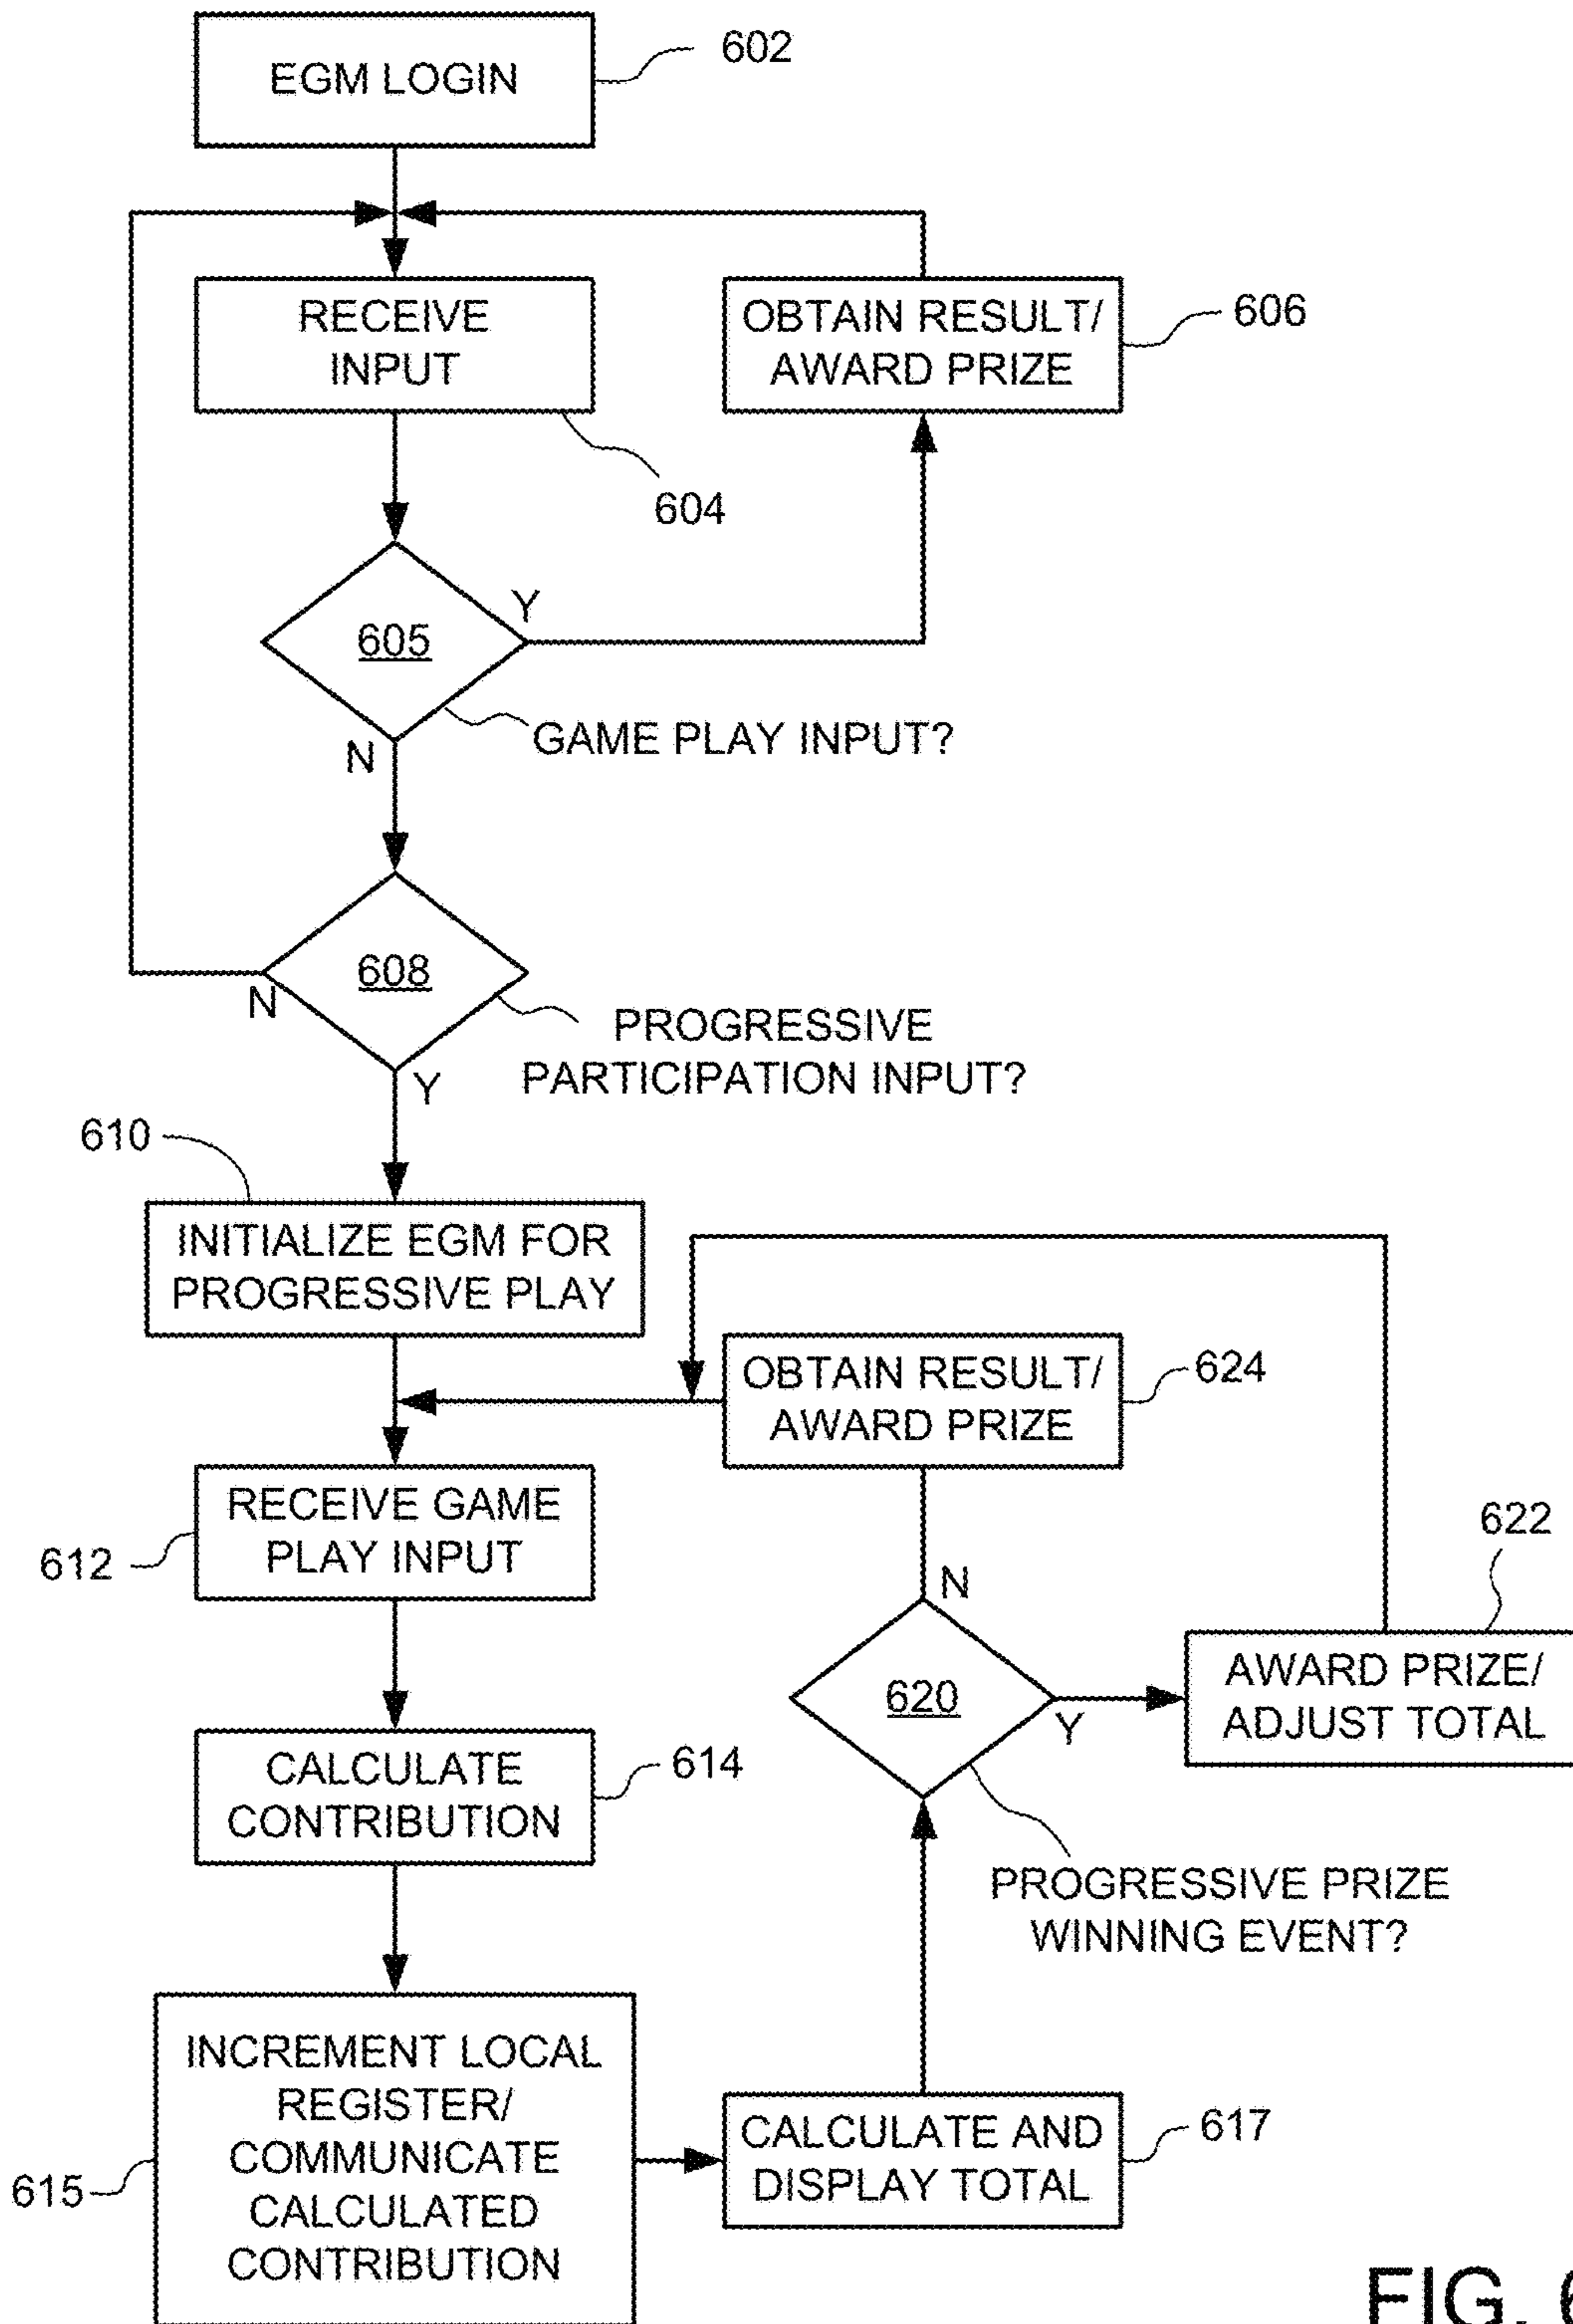 EGM LOGIN
602
RECEIVE
INPUT
604
OBTAIN RESULT/
AWARD PRIZE
606
605
Y
N
GAME PLAY INPUT?
608
N
Y
PROGRESSIVE
PARTICIPATION INPUT?
610
INITIALIZE EGM FOR
PROGRESSIVE PLAY
OBTAIN RESULT/
AWARD PRIZE
624
RECEIVE GAME
PLAY INPUT
612
622
N
620
Y
AWARD PRIZE/
ADJUST TOTAL
CALCULATE
CONTRIBUTION
614
PROGRESSIVE PRIZE
WINNING EVENT?
INCREMENT LOCAL
REGISTER/
COMMUNICATE
CALCULATED
CONTRIBUTION
615
CALCULATE AND
DISPLAY TOTAL
617
FIG. 6